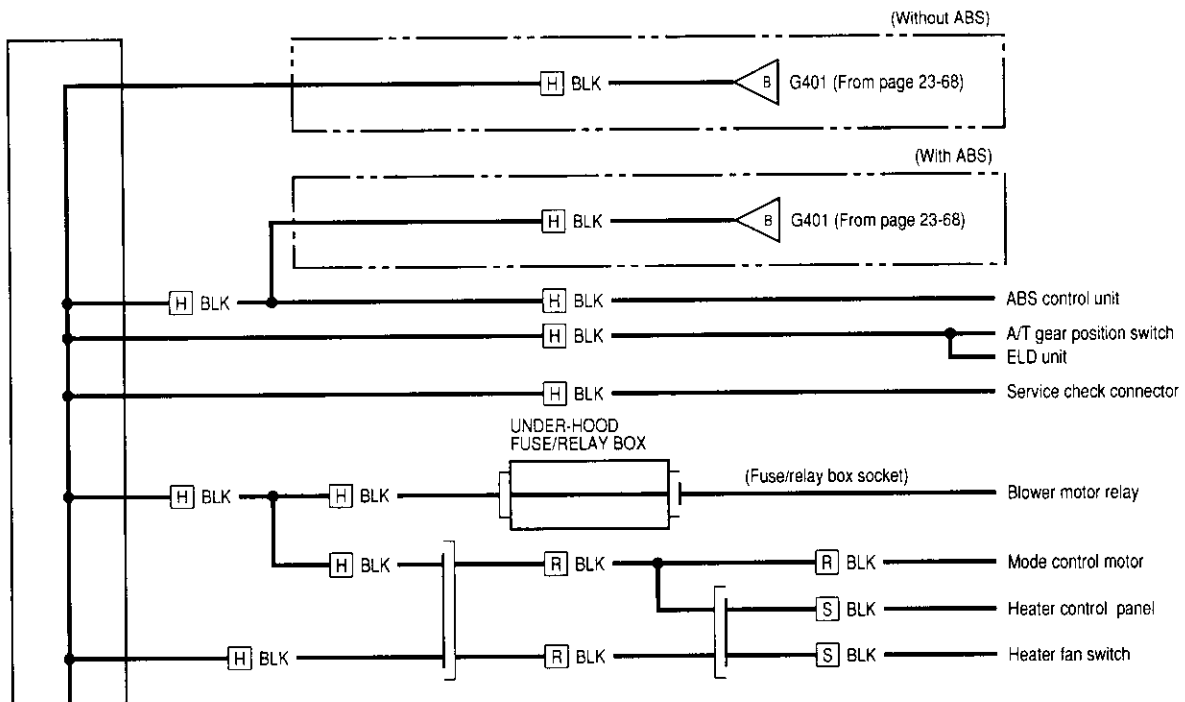 (Without ABS)
H BLK B G401 (From page 23-68)
(With ABS)
H BLK B G401 (From page 23-68)
H BLK H BLK ABS control unit
H BLK A/T gear position switch
ELD unit
H BLK Service check connector
UNDER-HOOD
FUSE/RELAY BOX
(Fuse/relay box socket)
H BLK H BLK Blower motor relay
H BLK R BLK R BLK Mode control motor
S BLK Heater control panel
H BLK R BLK S BLK Heater fan switch